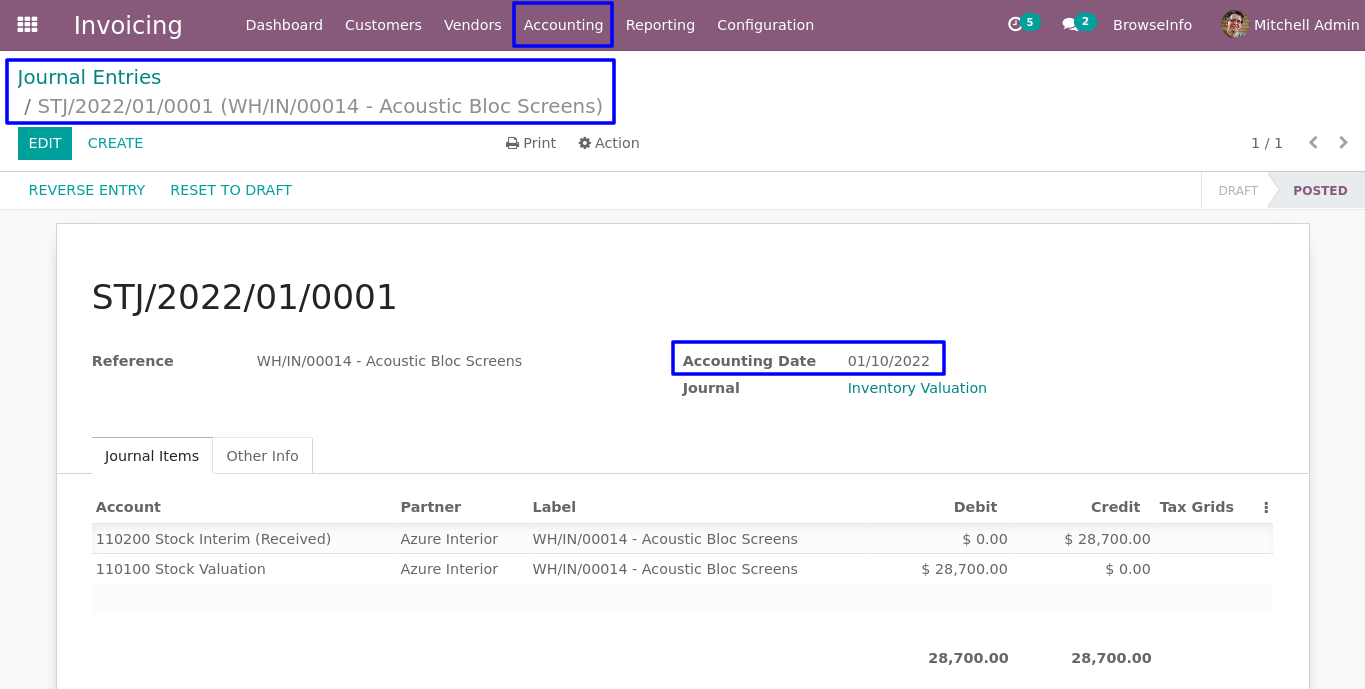 Invoicing Dashboard Customers Vendors Accounting Reporting Configuration 5 2 BrowseInfo Mitchell Admin
Journal Entries
/ STJ/2022/01/0001 (WH/IN/00014 - Acoustic Bloc Screens)
EDIT CREATE Print Action 1 / 1
REVERSE ENTRY RESET TO DRAFT DRAFT POSTED
STJ/2022/01/0001
Reference WH/IN/00014 - Acoustic Bloc Screens Accounting Date 01/10/2022
Journal Inventory Valuation
Journal Items Other Info
Account Partner Label Debit Credit Tax Grids
110200 Stock Interim (Received) Azure Interior WH/IN/00014 - Acoustic Bloc Screens $ 0.00 $ 28,700.00
110100 Stock Valuation Azure Interior WH/IN/00014 - Acoustic Bloc Screens $ 28,700.00 $ 0.00
28,700.00 28,700.00